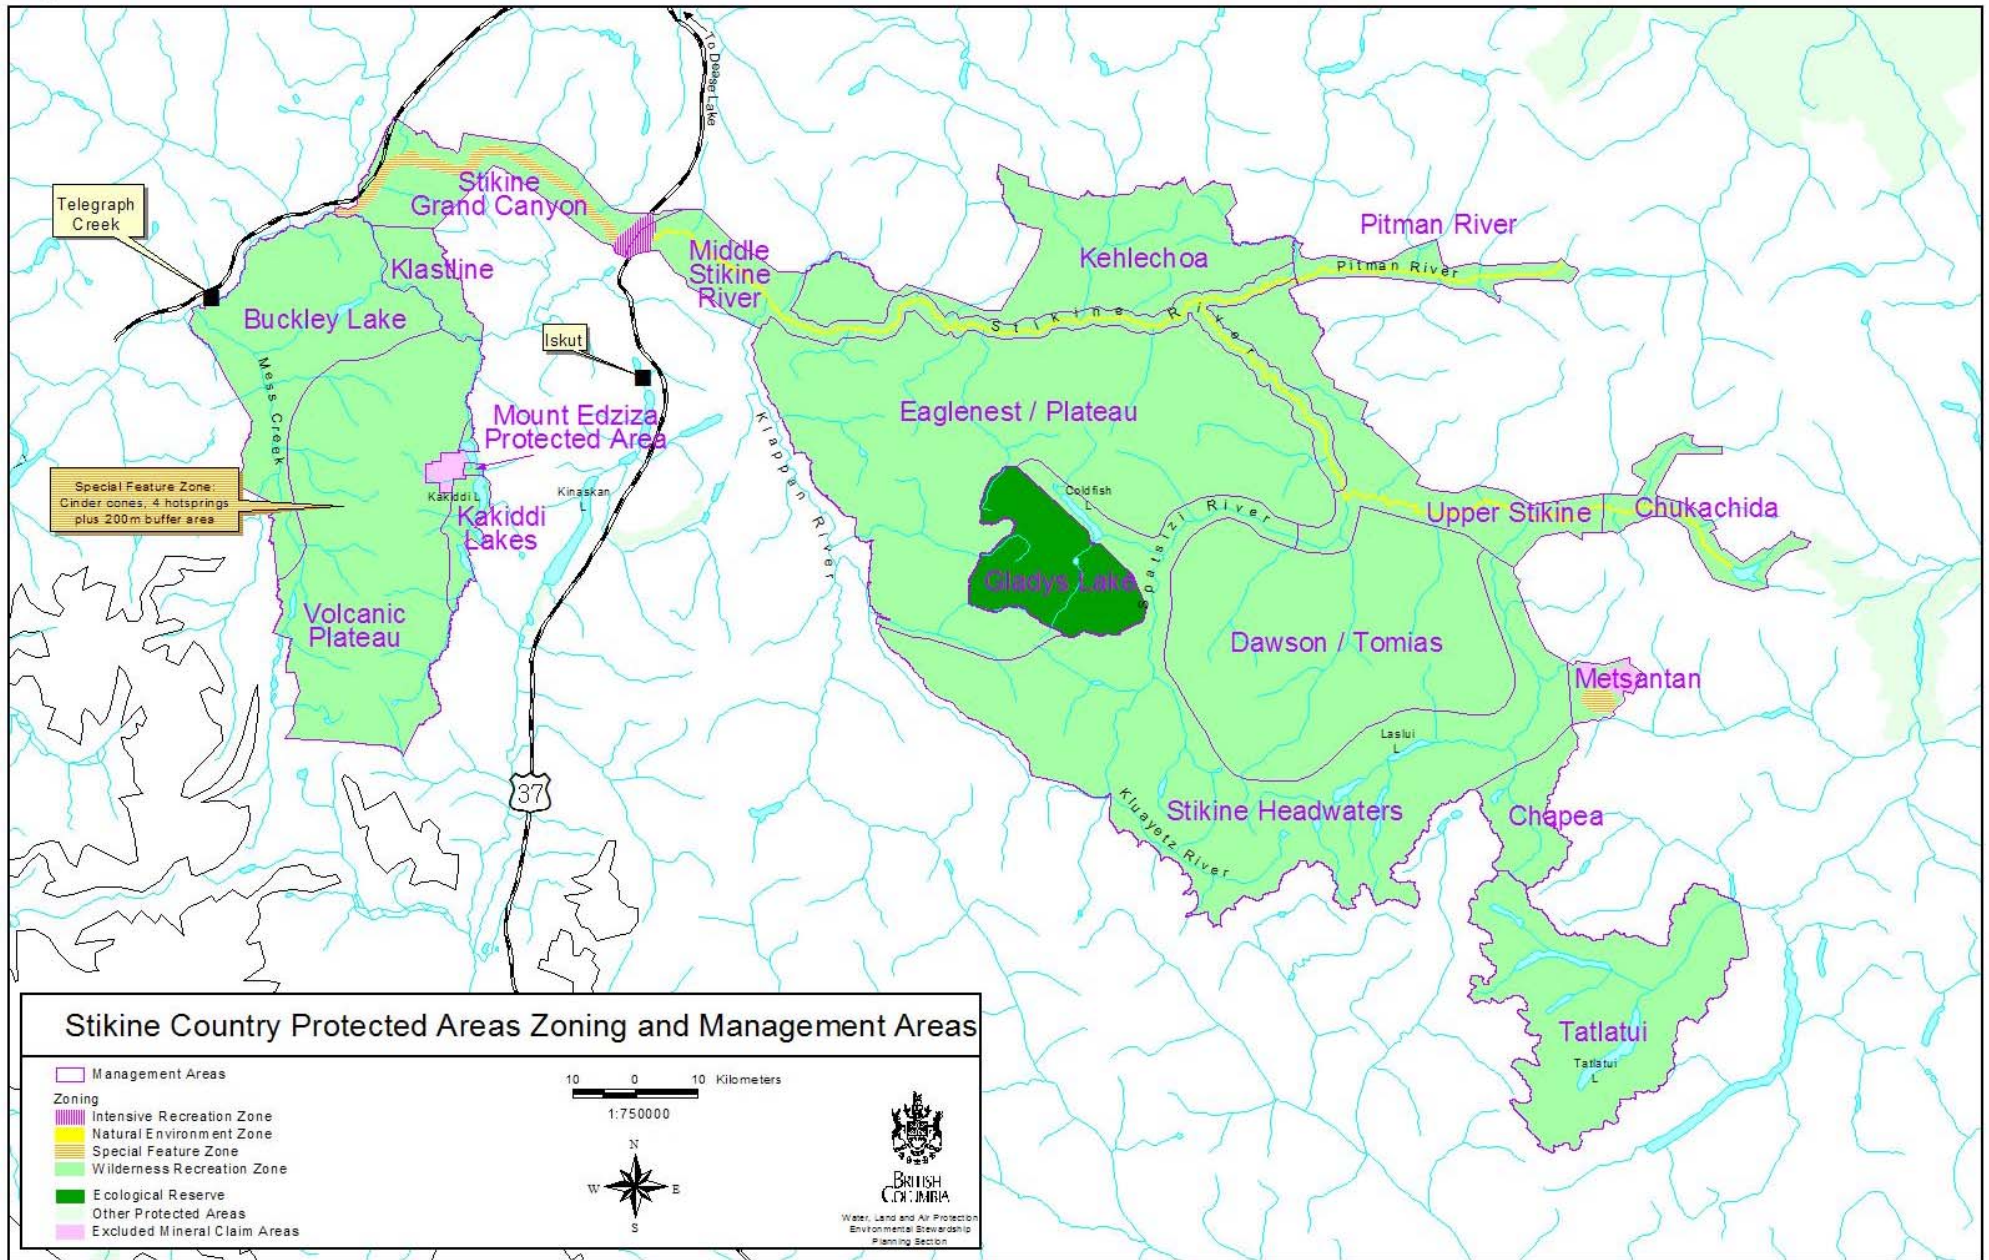 To Dease Lake
Telegraph
Creek
Stikine
Grand Canyon
Pitman River
Middle
Stikine
River
Kehlechoa
Pitman River
Klastline
Buckley Lake
Stikine River
Iskut
Mess Creek
Mount Edziza
Protected Area
Eaglenest / Plateau
Klappan River
Special Feature Zone:
Cinder cones, 4 hotsprings
plus 200m buffer area
Kakiddi L
Kinaskan
L
Coldfish
L
Kakiddi
Lakes
Spatsizi River
Upper Stikine
Chukachida
Gladys Lake
Volcanic
Plateau
Dawson / Tomias
Metsantan
Laslui
L
37
Kluayetz River
Stikine Headwaters
Chapea
Tatlatui
Tatlatui
L
Stikine Country Protected Areas Zoning and Management Areas
Management Areas
Zoning
Intensive Recreation Zone
Natural Environment Zone
Special Feature Zone
Wilderness Recreation Zone
Ecological Reserve
Other Protected Areas
Excluded Mineral Claim Areas
10 0 10 Kilometers
1:750000
N
W E
S
BRITISH
COLUMBIA
Water, Land and Air Protection
Environmental Stewardship
Planning Section